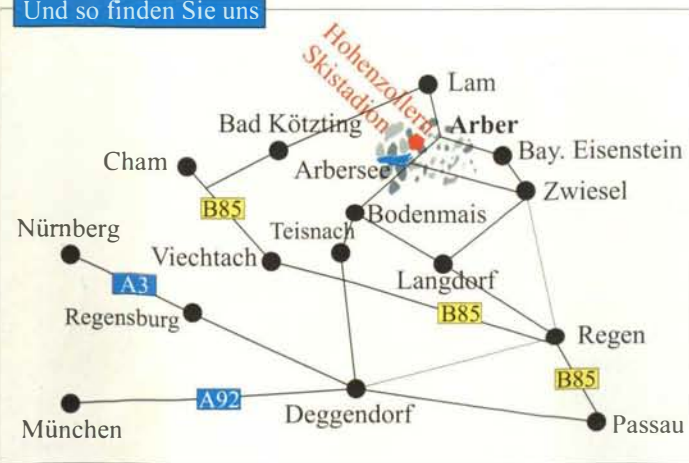 Und so finden Sie uns
Hohenzollern
Skistadion
Lam
Bad Kötzting
Arber
Cham
Arbersee
Bay. Eisenstein
Zwiesel
B85
Bodenmais
Nürnberg
Teisnach
Viechtach
Langdorf
A3
Regensburg
B85
Regen
B85
A92
München
Deggendorf
Passau